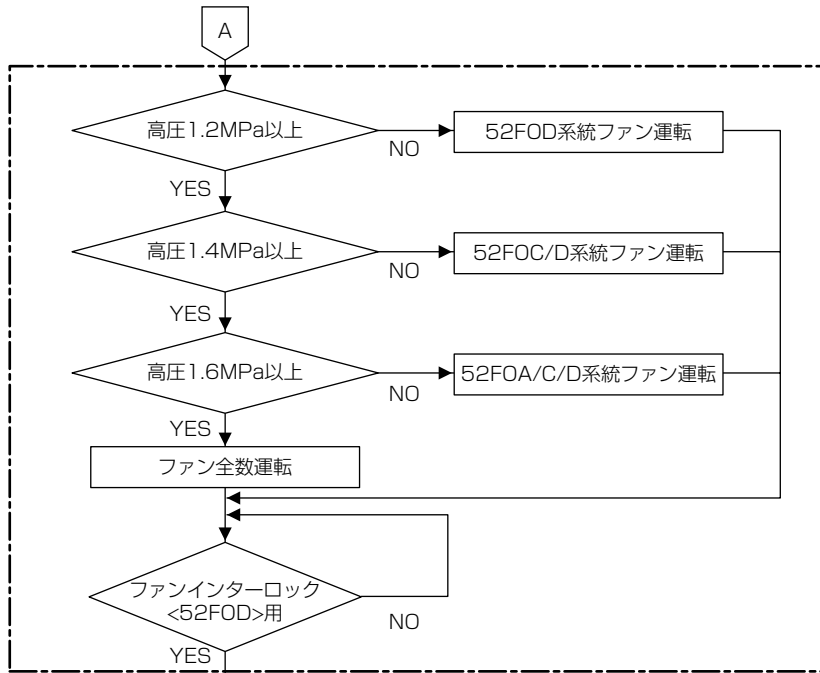 A
高圧1.2MPa以上
NO
52FOD系統ファン運転
YES
高圧1.4MPa以上
NO
52FOC/D系統ファン運転
YES
高圧1.6MPa以上
NO
52FOA/C/D系統ファン運転
YES
ファン全数運転
ファンインターロック
<52FOD>用
NO
YES